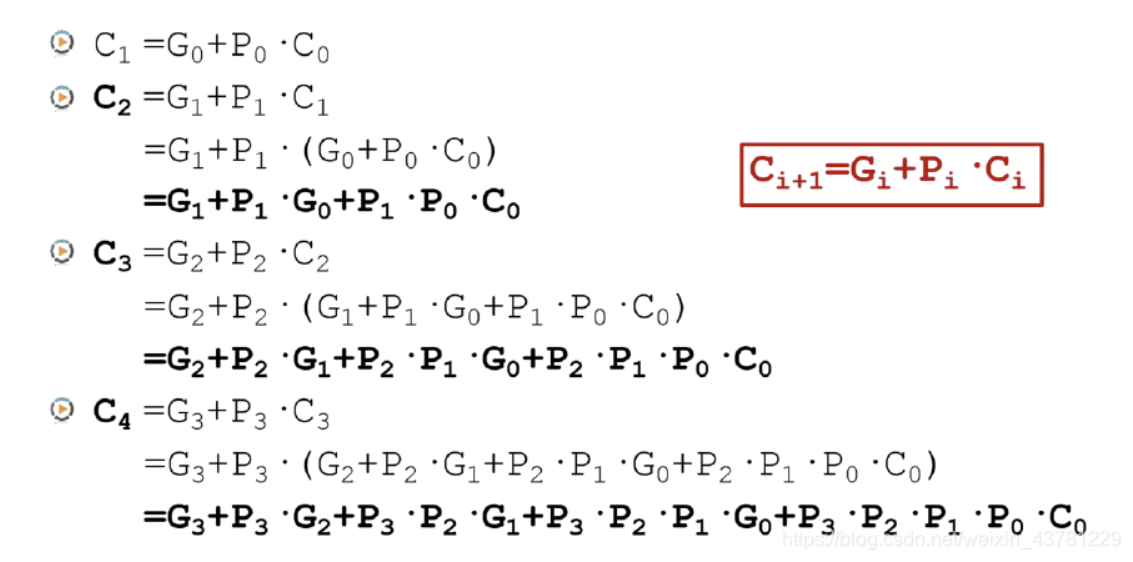 C₁ =G₀+P₀ ·C₀
C₂ =G₁+P₁ ·C₁
=G₁+P₁ · (G₀+P₀ ·C₀)
=G₁+P₁ ·G₀+P₁ ·P₀ ·C₀
Cᵢ₊₁=Gᵢ+Pᵢ ·Cᵢ
C₃ =G₂+P₂ ·C₂
=G₂+P₂ · (G₁+P₁ ·G₀+P₁ ·P₀ ·C₀)
=G₂+P₂ ·G₁+P₂ ·P₁ ·G₀+P₂ ·P₁ ·P₀ ·C₀
C₄ =G₃+P₃ ·C₃
=G₃+P₃ · (G₂+P₂ ·G₁+P₂ ·P₁ ·G₀+P₂ ·P₁ ·P₀ ·C₀)
=G₃+P₃ ·G₂+P₃ ·P₂ ·G₁+P₃ ·P₂ ·P₁ ·G₀+P₃ ·P₂ ·P₁ ·P₀ ·C₀
https://blog.csdn.net/weixin_43781229